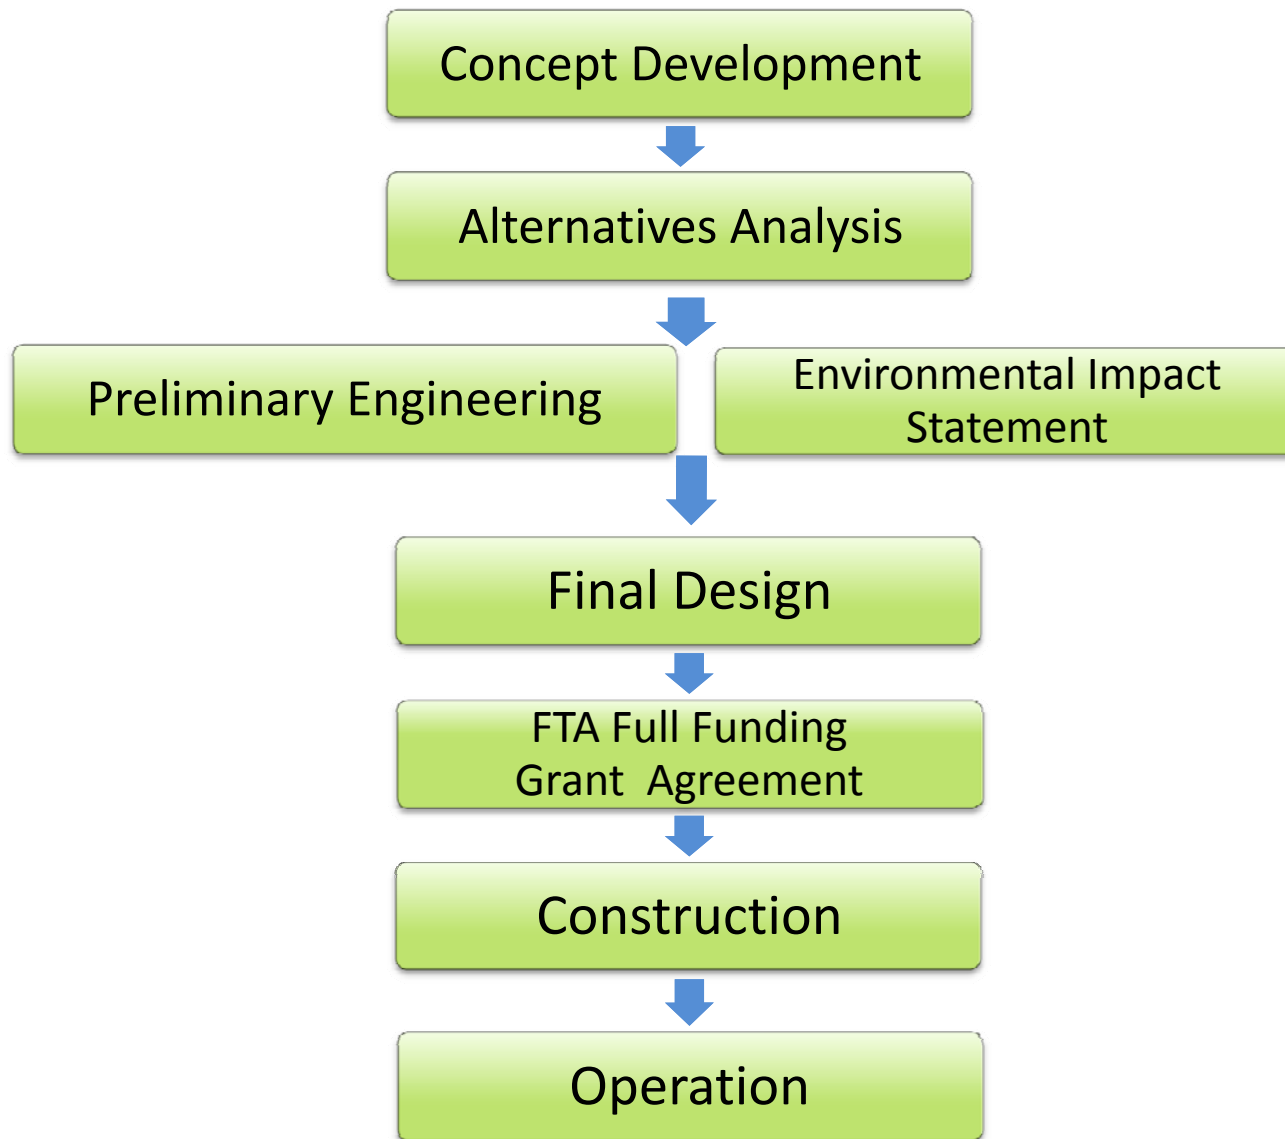 Concept Development
Alternatives Analysis
Preliminary Engineering
Environmental Impact
Statement
Final Design
FTA Full Funding
Grant  Agreement
Construction
Operation